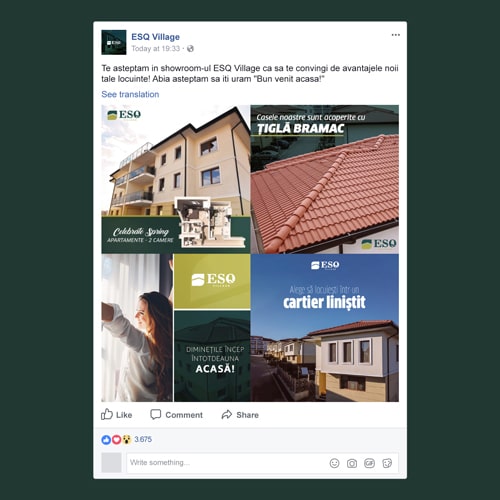 ESQ Village
Today at 19:33
Te asteptam in showroom-ul ESQ Village ca sa te convingi de avantajele noii
tale locuinte! Abia asteptam sa iti uram "Bun venit acasa!"
See translation
ESQ
Celebrate Spring
APARTAMENTE - 2 CAMERE
Casele noastre sunt acoperite cu
ȚIGLĂ BRAMAC
ESQ
ESQ
VILLAGE
DIMINEȚILE ÎNCEP
ÎNTOTDEAUNA
ACASĂ!
ESQ
Alege să locuiești într un
cartier liniștit
Like
Comment
Share
3.675
Write something...
GIF